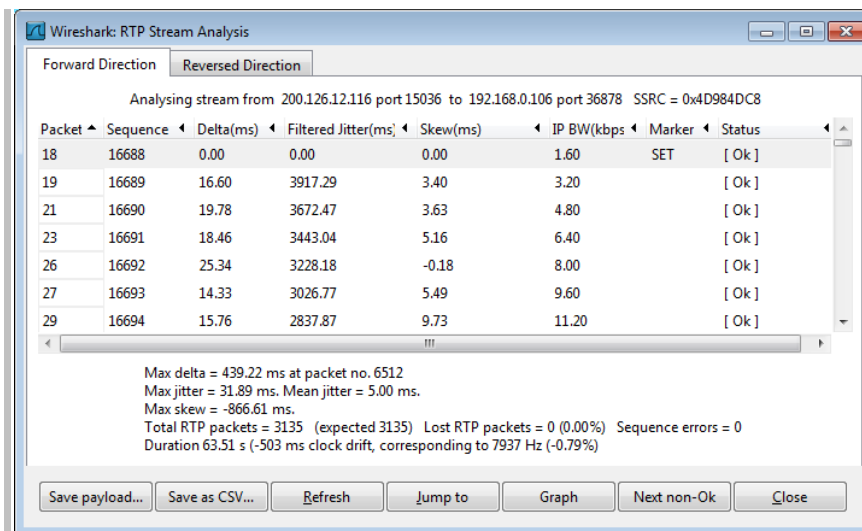 Wireshark: RTP Stream Analysis
Forward Direction Reversed Direction
Analysing stream from 200.126.12.116 port 15036 to 192.168.0.106 port 36878 SSRC = 0x4D984DC8
Packet Sequence Delta(ms) Filtered Jitter(ms) Skew(ms) IP BW(kbps Marker Status
18 16688 0.00 0.00 0.00 1.60 SET [ Ok ]
19 16689 16.60 3917.29 3.40 3.20 [ Ok ]
21 16690 19.78 3672.47 3.63 4.80 [ Ok ]
23 16691 18.46 3443.04 5.16 6.40 [ Ok ]
26 16692 25.34 3228.18 -0.18 8.00 [ Ok ]
27 16693 14.33 3026.77 5.49 9.60 [ Ok ]
29 16694 15.76 2837.87 9.73 11.20 [ Ok ]
Max delta = 439.22 ms at packet no. 6512
Max jitter = 31.89 ms. Mean jitter = 5.00 ms.
Max skew = -866.61 ms.
Total RTP packets = 3135 (expected 3135) Lost RTP packets = 0 (0.00%) Sequence errors = 0
Duration 63.51 s (-503 ms clock drift, corresponding to 7937 Hz (-0.79%)
Save payload... Save as CSV... Refresh Jump to Graph Next non-Ok Close